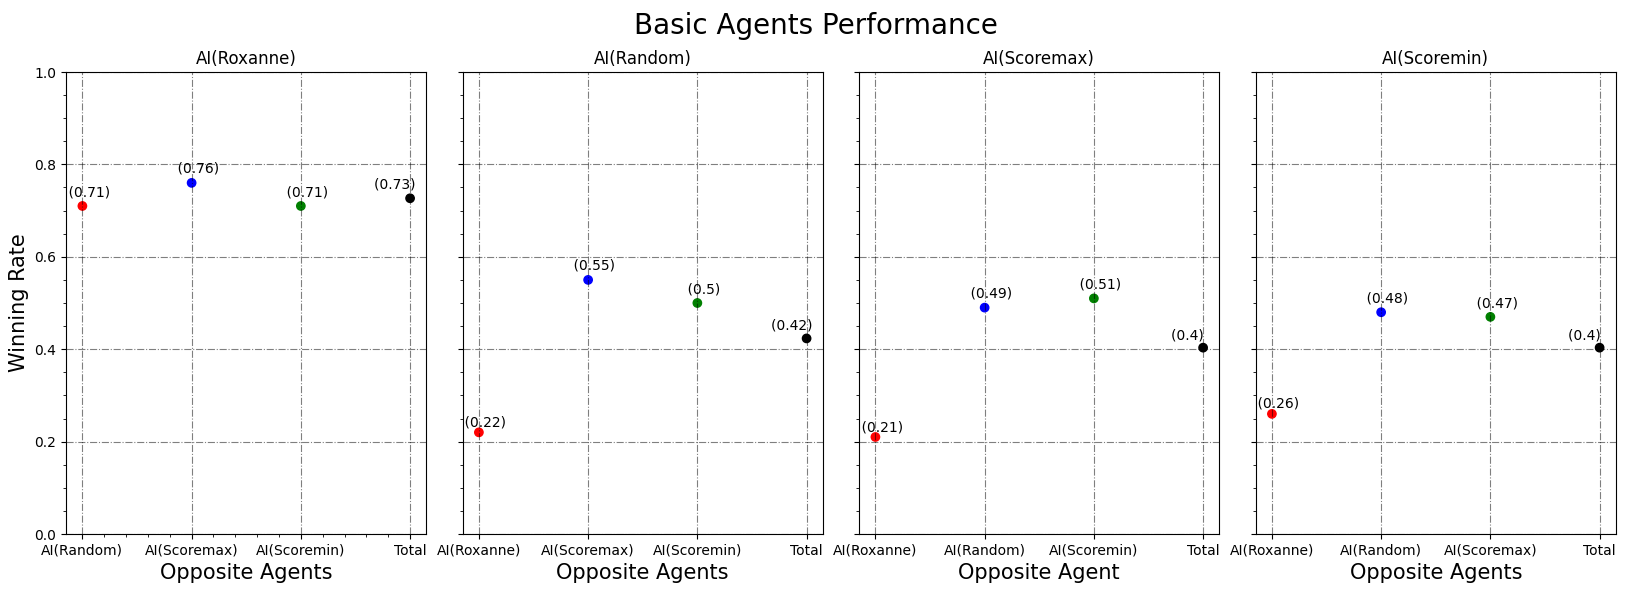 Basic Agents Performance
AI(Roxanne)
Winning Rate
1.0
0.8
0.6
0.4
0.2
0.0
(0.71)
(0.76)
(0.71)
(0.73)
AI(Random) AI(Scoremax) AI(Scoremin) Total
Opposite Agents
AI(Random)
(0.22)
(0.55)
(0.5)
(0.42)
AI(Roxanne) AI(Scoremax) AI(Scoremin) Total
Opposite Agents
AI(Scoremax)
(0.21)
(0.49)
(0.51)
(0.4)
AI(Roxanne) AI(Random) AI(Scoremin) Total
Opposite Agent
AI(Scoremin)
(0.26)
(0.48)
(0.47)
(0.4)
AI(Roxanne) AI(Random) AI(Scoremax) Total
Opposite Agents